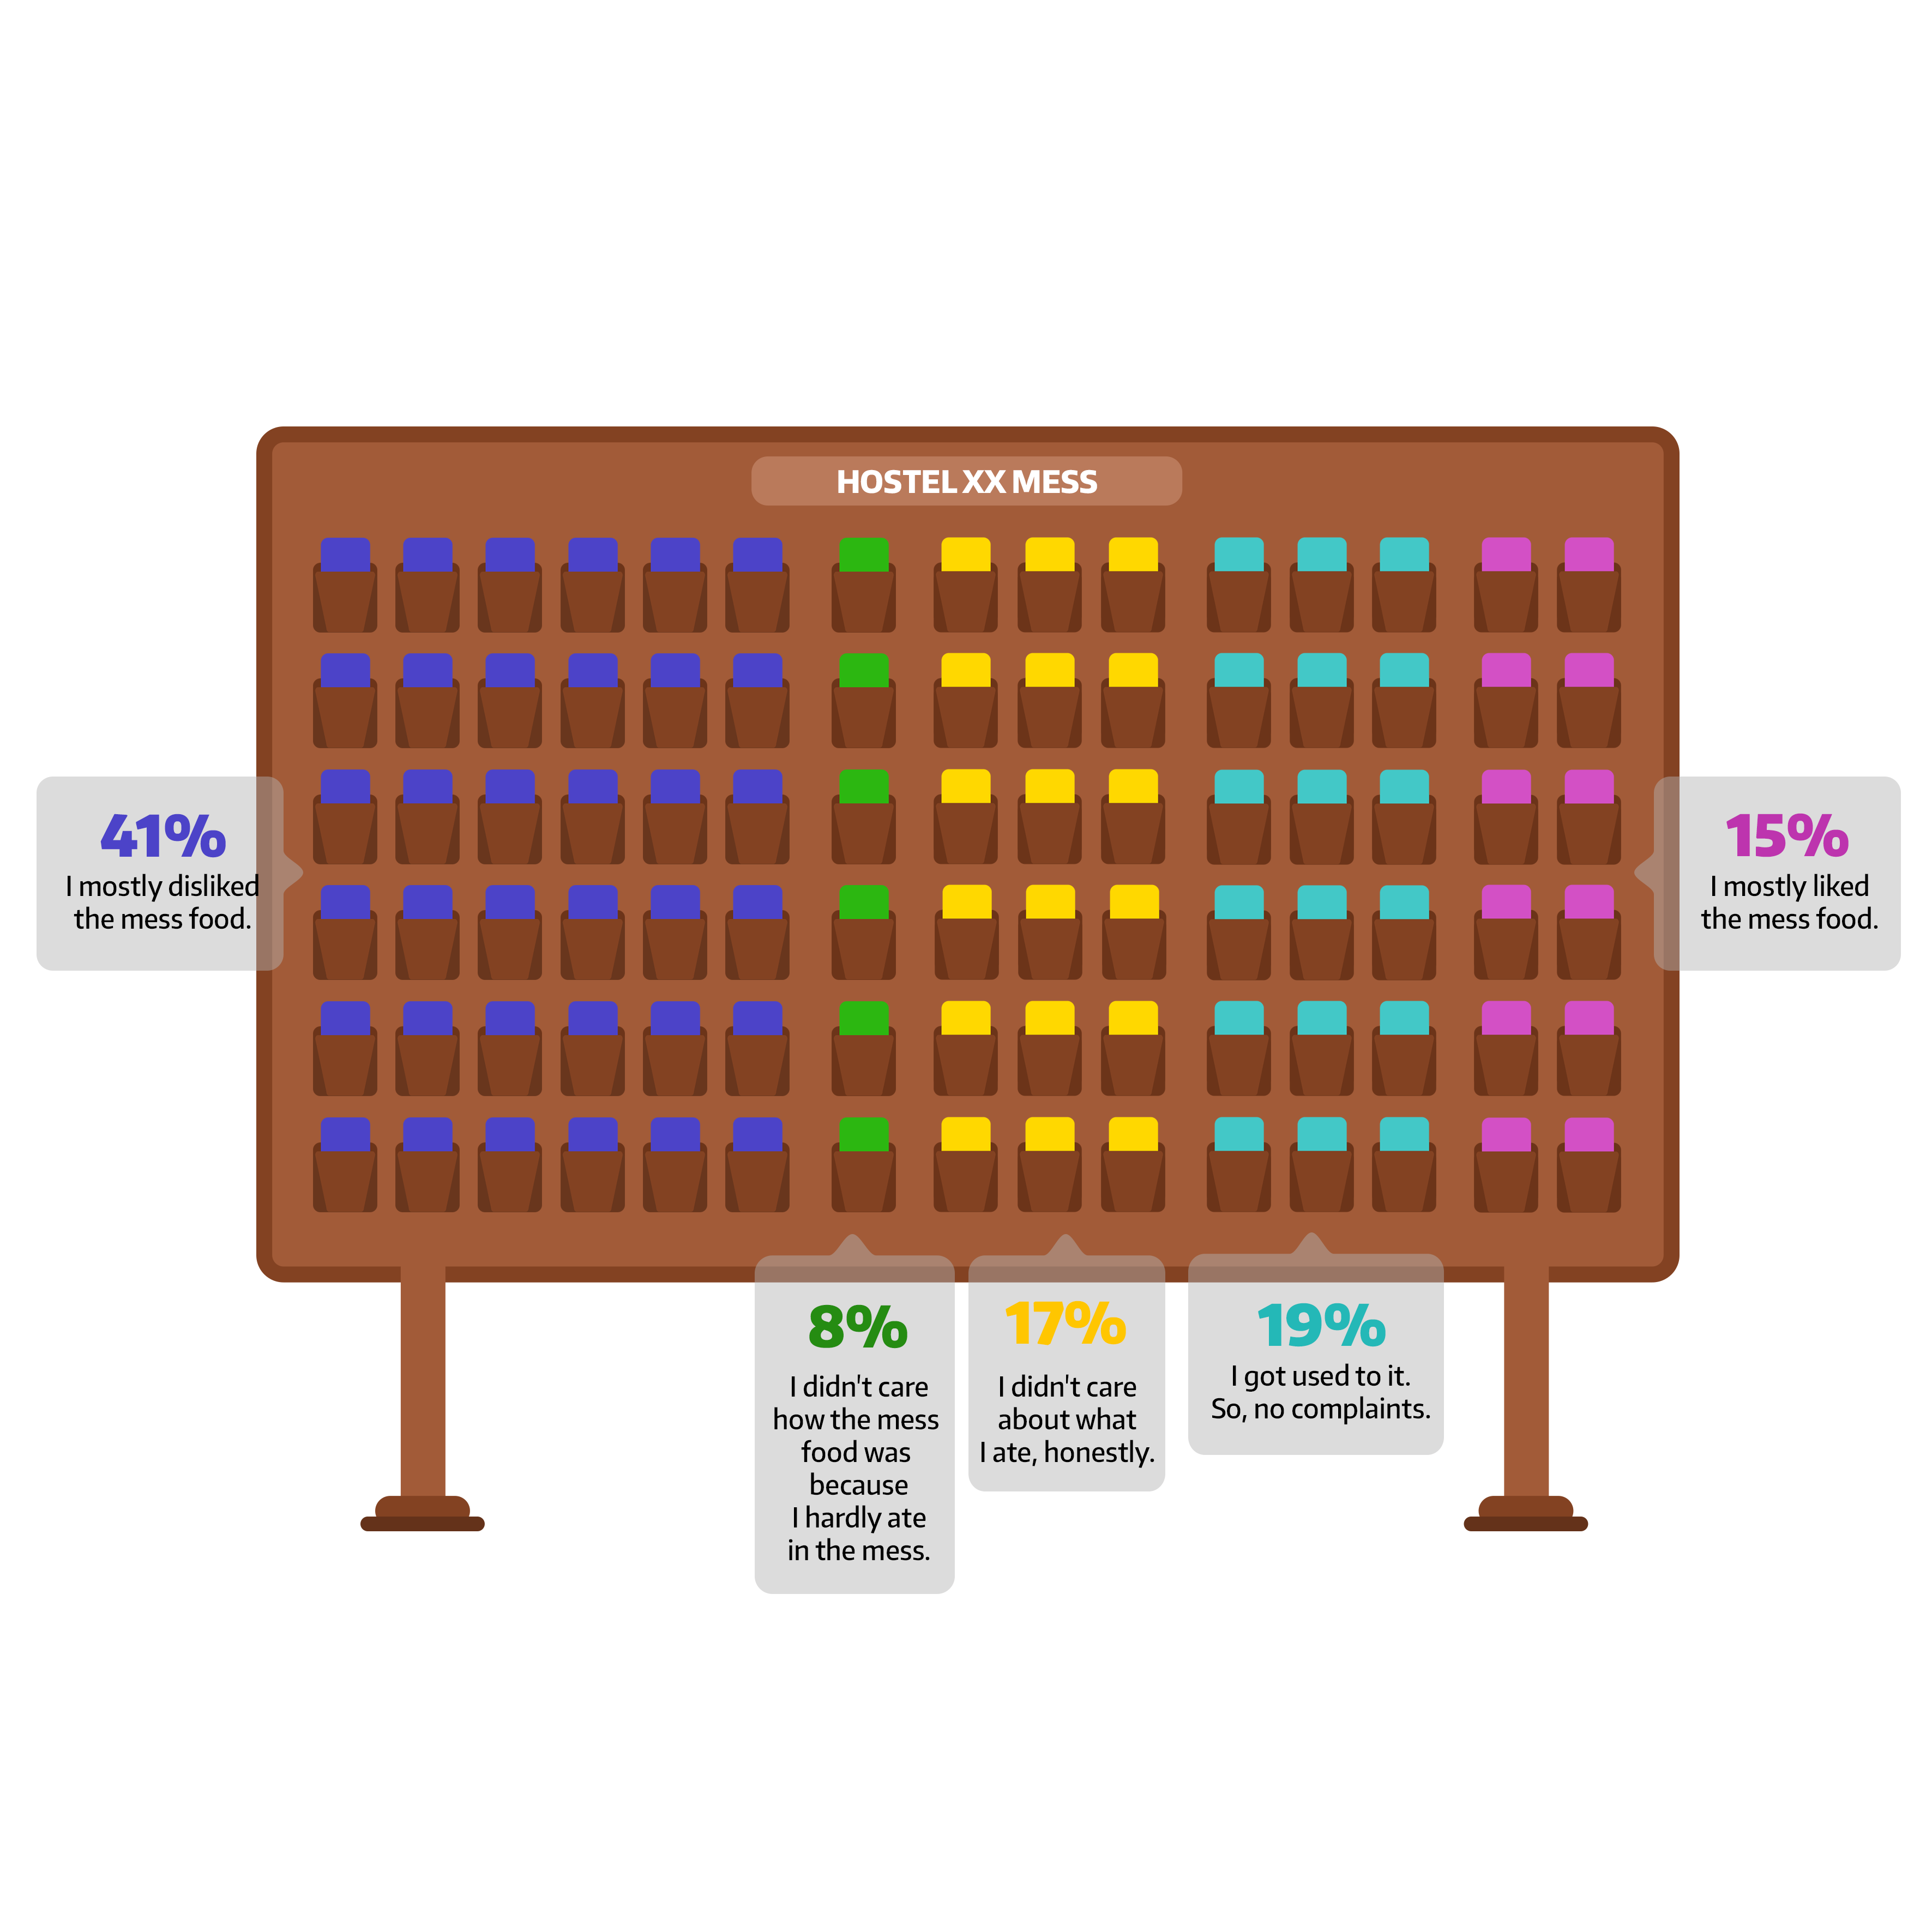 HOSTEL XX MESS
41%
I mostly disliked
the mess food.
15%
I mostly liked
the mess food.
8%
I didn't care
how the mess
food was
because
I hardly ate
in the mess.
17%
I didn't care
about what
I ate, honestly.
19%
I got used to it.
So, no complaints.